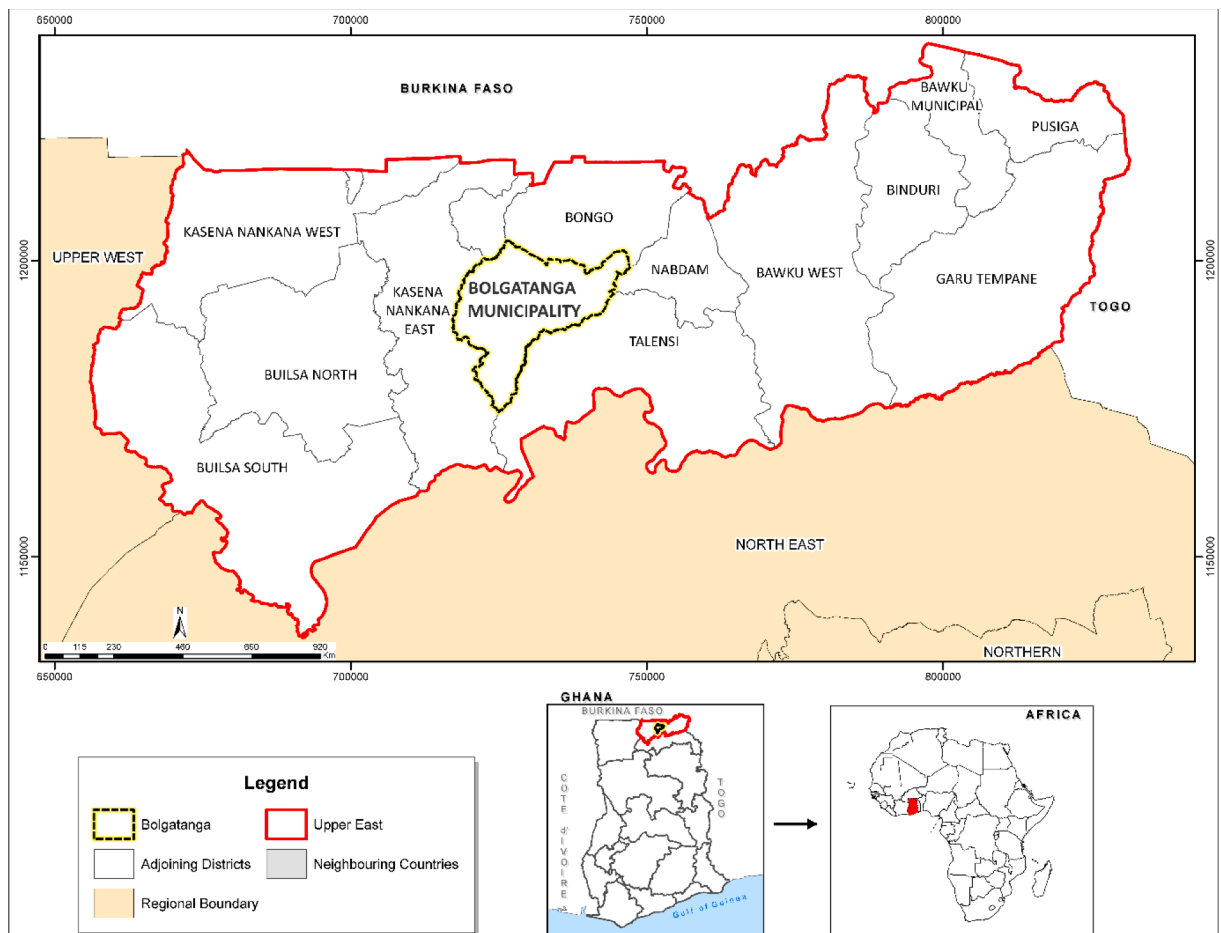 650000 700000 750000 800000
BURKINA FASO
BAWKU
MUNICIPAL
PUSIGA
BINDURI
BONGO
KASENA NANKANA WEST
UPPER WEST
1200000
1200000
NABDAM
BAWKU WEST
GARU TEMPANE
KASENA
NANKANA
EAST
BOLGATANGA
MUNICIPALITY
TOGO
TALENSI
BUILSA NORTH
BUILSA SOUTH
NORTH EAST
1150000
1150000
N
0 115 230 460 690 920
Km
NORTHERN
650000 700000 750000 800000
GHANA
BURKINA FASO
COTE d'IVOIRE
TOGO
Gulf of Guinea
AFRICA
Legend
Bolgatanga
Upper East
Adjoining Districts
Neighbouring Countries
Regional Boundary